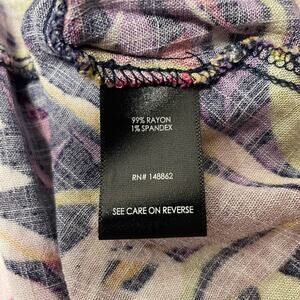 99% RAYON
1% SPANDEX
RN# 148862
SEE CARE ON REVERSE